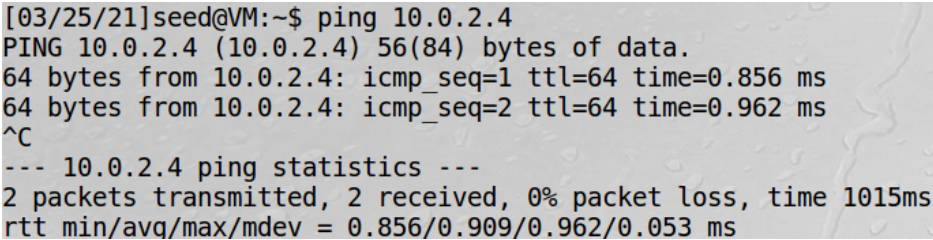 [03/25/21]seed@VM:~$ ping 10.0.2.4
PING 10.0.2.4 (10.0.2.4) 56(84) bytes of data.
64 bytes from 10.0.2.4: icmp_seq=1 ttl=64 time=0.856 ms
64 bytes from 10.0.2.4: icmp_seq=2 ttl=64 time=0.962 ms
^C
--- 10.0.2.4 ping statistics ---
2 packets transmitted, 2 received, 0% packet loss, time 1015ms
rtt min/avg/max/mdev = 0.856/0.909/0.962/0.053 ms